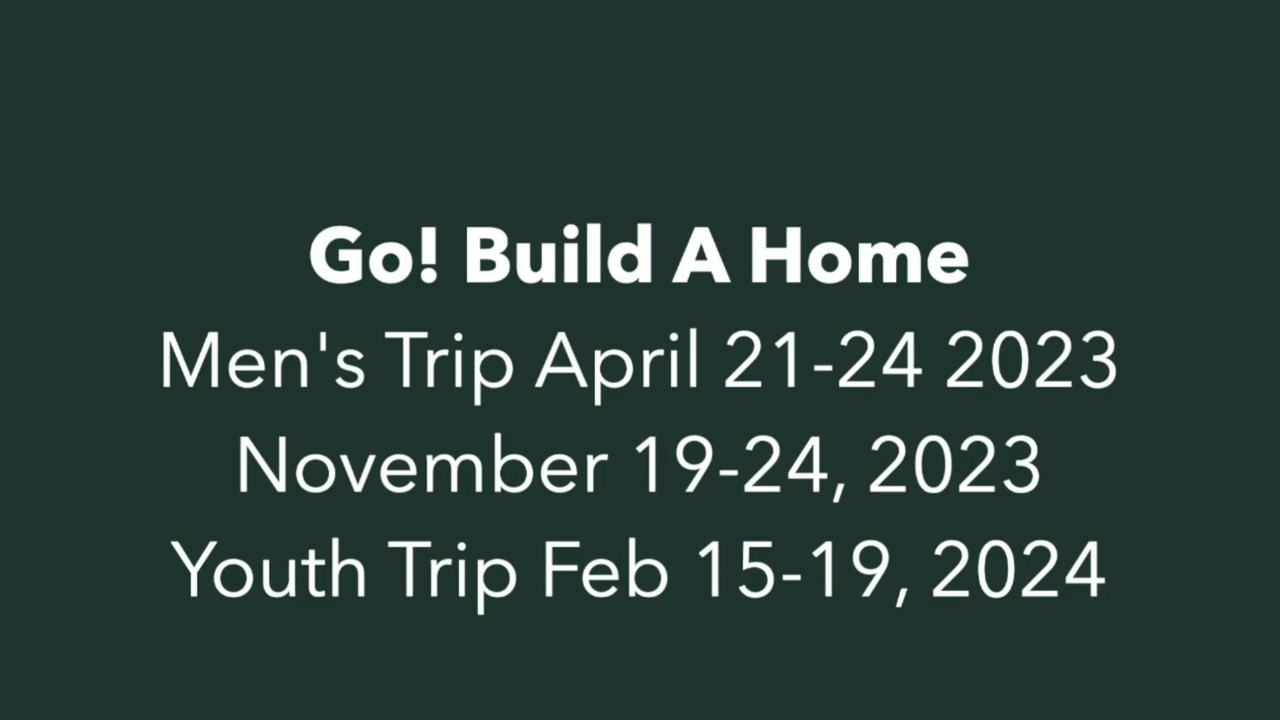 Go! Build A Home
Men's Trip April 21-24 2023
November 19-24, 2023
Youth Trip Feb 15-19, 2024